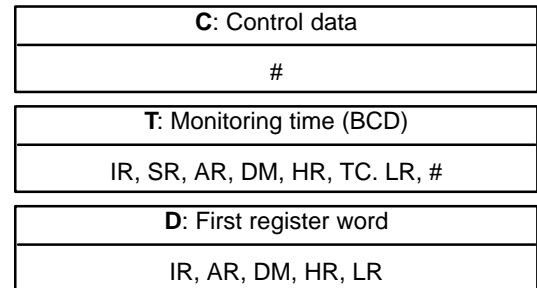 C: Control data
#
T: Monitoring time (BCD)
IR, SR, AR, DM, HR, TC. LR, #
D: First register word
IR, AR, DM, HR, LR